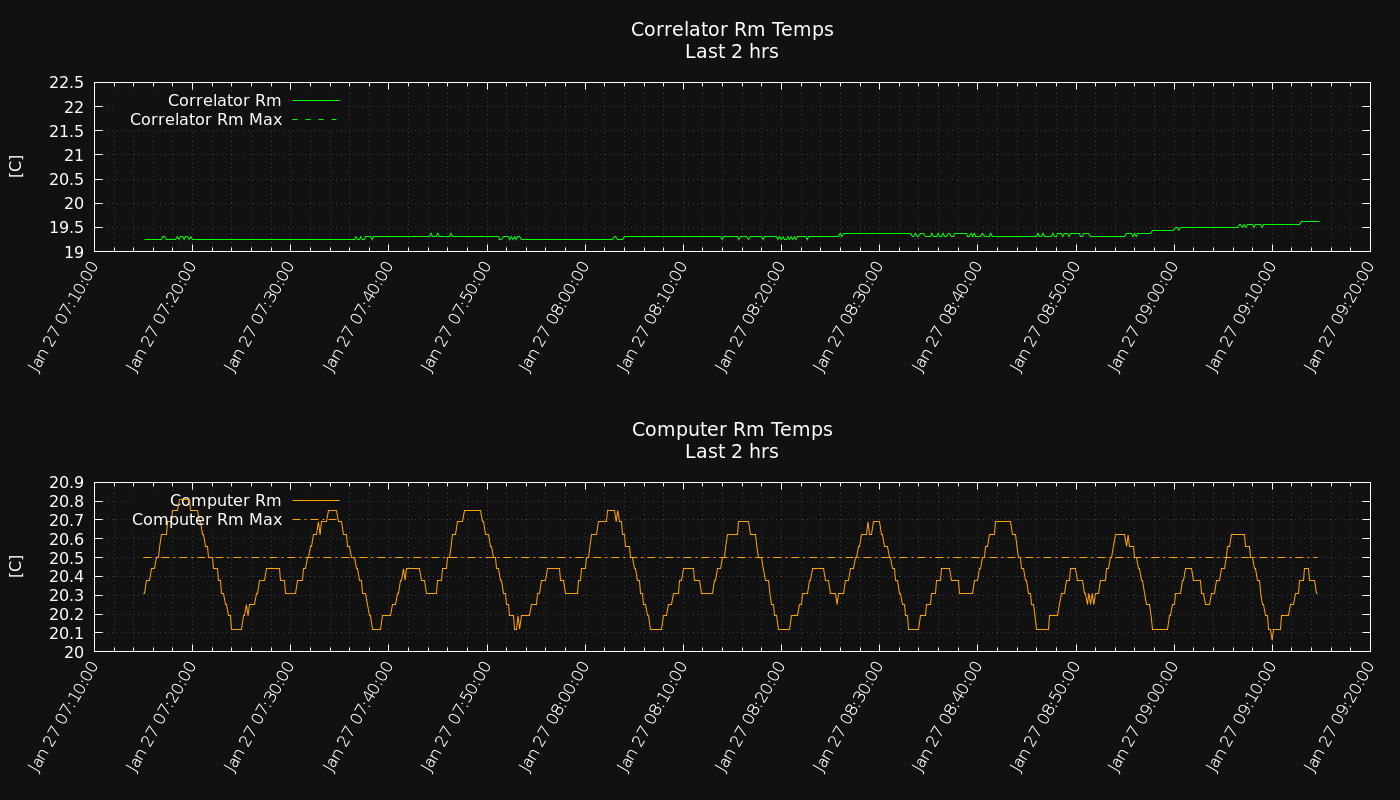 Correlator Rm Temps
Last 2 hrs
22.5
22
21.5
21
20.5
20
19.5
19
[C]
Correlator Rm
Correlator Rm Max
Jan 27 07:10:00
Jan 27 07:20:00
Jan 27 07:30:00
Jan 27 07:40:00
Jan 27 07:50:00
Jan 27 08:00:00
Jan 27 08:10:00
Jan 27 08:20:00
Jan 27 08:30:00
Jan 27 08:40:00
Jan 27 08:50:00
Jan 27 09:00:00
Jan 27 09:10:00
Jan 27 09:20:00
Computer Rm Temps
Last 2 hrs
20.9
20.8
20.7
20.6
20.5
20.4
20.3
20.2
20.1
20
[C]
Computer Rm
Computer Rm Max
Jan 27 07:10:00
Jan 27 07:20:00
Jan 27 07:30:00
Jan 27 07:40:00
Jan 27 07:50:00
Jan 27 08:00:00
Jan 27 08:10:00
Jan 27 08:20:00
Jan 27 08:30:00
Jan 27 08:40:00
Jan 27 08:50:00
Jan 27 09:00:00
Jan 27 09:10:00
Jan 27 09:20:00